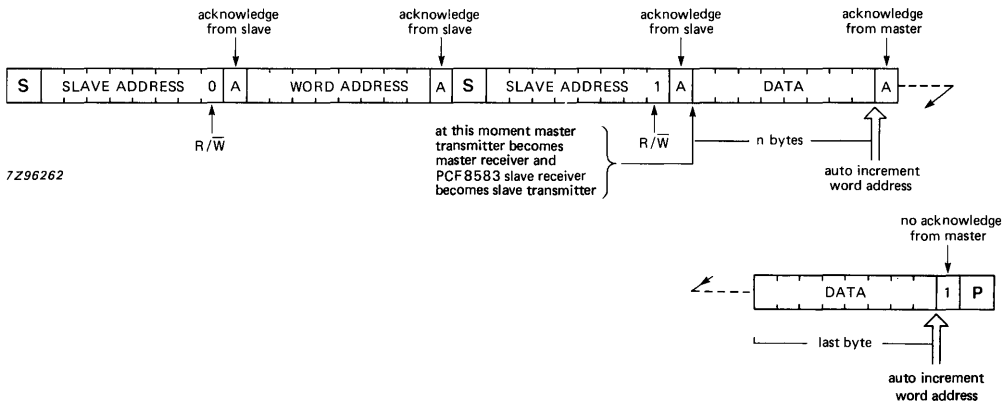 acknowledge
from slave
acknowledge
from slave
acknowledge
from slave
acknowledge
from master
S SLAVE ADDRESS 0 A WORD ADDRESS A S SLAVE ADDRESS 1 A DATA A
R/W̅
at this moment master
transmitter becomes
master receiver and
PCF8583 slave receiver
becomes slave transmitter
R/W̅
n bytes
auto increment
word address
7Z96262
no acknowledge
from master
DATA 1 P
last byte
auto increment
word address